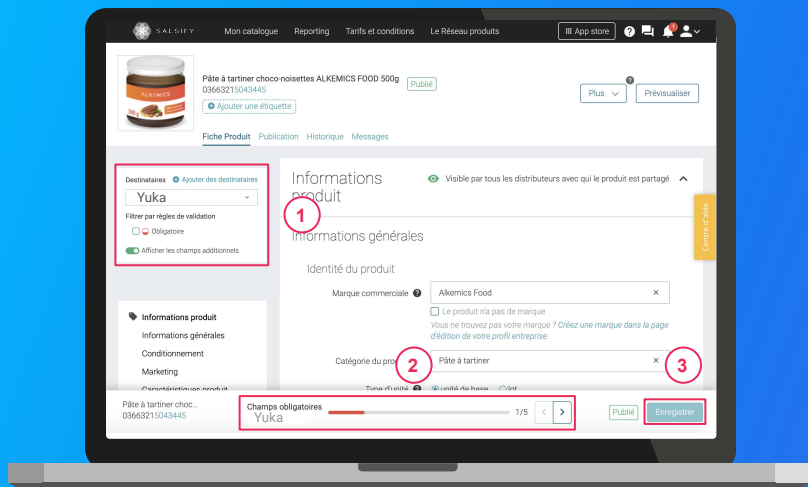 SALSIFY Mon catalogue Reporting Tarifs et conditions Le Réseau produits App store
Pâte à tartiner choco-noisettes ALKEMICS FOOD 500g Publié
03663215043445
Ajouter une étiquette
Plus Prévisualiser
ALKEMICS
500 g
Fiche Produit Publication Historique Messages
Destinataires Ajouter des destinataires
Yuka
Filtrer par règles de validation
Obligatoire
Afficher les champs additionnels
Informations produit
Informations générales
Conditionnement
Marketing
Caractéristiques produit
Informations
produit
Visible par tous les distributeurs avec qui le produit est partagé
1
Informations générales
Identité du produit
Marque commerciale Alkemics Food ×
Le produit n'a pas de marque
Vous ne trouvez pas votre marque ? Créez une marque dans la page
d'édition de votre profil entreprise
Catégorie du pro 2 Pâte à tartiner × 3
Type d'unité unité de base lot
Centre d'aide
Pâte à tartiner choc..
03663215043445
Champs obligatoires
Yuka
1/5 < >
Publié Enregistrer